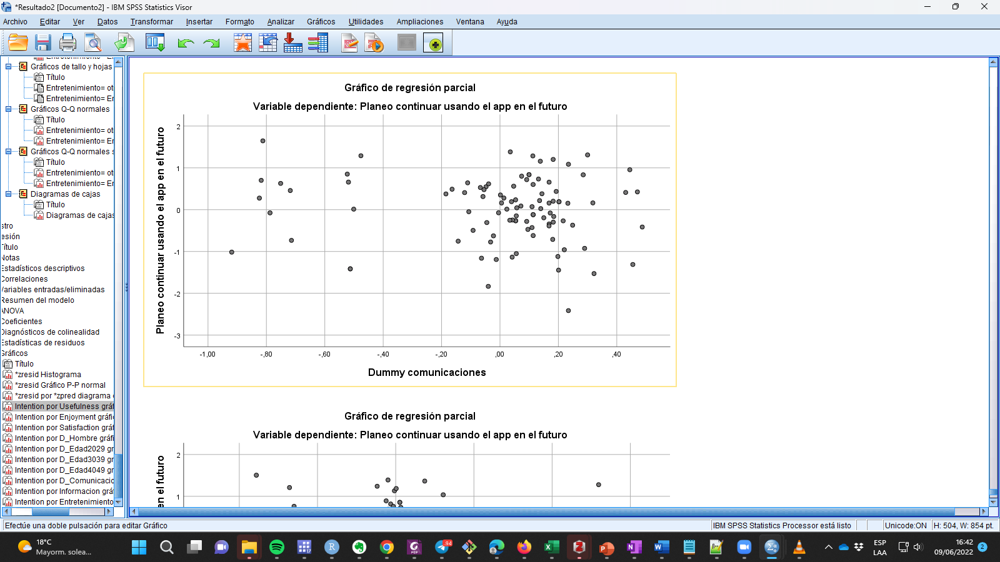 *Resultado2 [Documento2] - IBM SPSS Statistics Visor
Archivo Editar Ver Datos Transformar Insertar Formato Analizar Gráficos Utilidades Ampliaciones Ventana Ayuda
Gráficos de tallo y hojas
Título
Entretenimiento= ot
Entretenimiento= Er
Gráficos Q-Q normales
Título
Entretenimiento= ot
Entretenimiento= Er
Gráficos Q-Q normales s
Título
Entretenimiento= ot
Entretenimiento= Er
Diagramas de cajas
Título
Diagramas de cajas
stro
esión
Título
Notas
Estadísticos descriptivos
Correlaciones
Variables entradas/eliminadas
Resumen del modelo
ANOVA
Coeficientes
Diagnósticos de colinealidad
Estadísticas de residuos
Gráficos
Título
*zresid Histograma
*zresid Gráfico P-P normal
*zresid por *zpred diagrama
Intention por Usefulness gráf
Intention por Enjoyment gráfi
Intention por Satisfaction gráf
Intention por D_Hombre gráfi
Intention por D_Edad2029 gr
Intention por D_Edad3039 gr
Intention por D_Edad4049 gr
Intention por D_Comunicacio
Intention por Informacion gráf
Intention por Entretenimiento
Gráfico de regresión parcial
Variable dependiente: Planeo continuar usando el app en el futuro
Planeo continuar usando el app en el futuro
2
1
0
-1
-2
-3
-1,00 -,80 -,60 -,40 -,20 ,00 ,20 ,40
Dummy comunicaciones
Gráfico de regresión parcial
Variable dependiente: Planeo continuar usando el app en el futuro
en el futuro
2
1
Efectúe una doble pulsación para editar Gráfico
IBM SPSS Statistics Processor está listo
Unicode:ON
H: 504, W: 854 pt.
18°C
Mayorm. solea...
94
17
ESP
LAA
16:42
09/06/2022
2